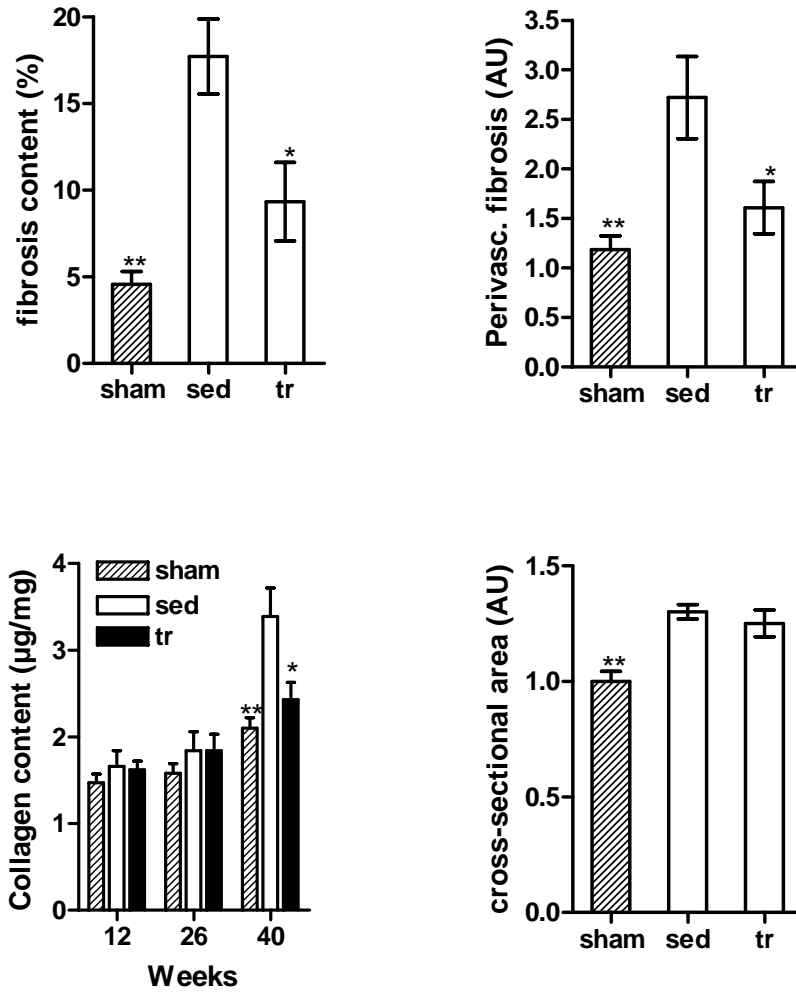 fibrosis content (%)
20
15
10
5
0
**
*
sham sed tr
Perivasc. fibrosis (AU)
3.5
3.0
2.5
2.0
1.5
1.0
0.5
0.0
**
*
sham sed tr
Collagen content (µg/mg)
4
3
2
1
0
sham
sed
tr
**
*
12 26 40
Weeks
cross-sectional area (AU)
1.5
1.0
0.5
0.0
**
sham sed tr